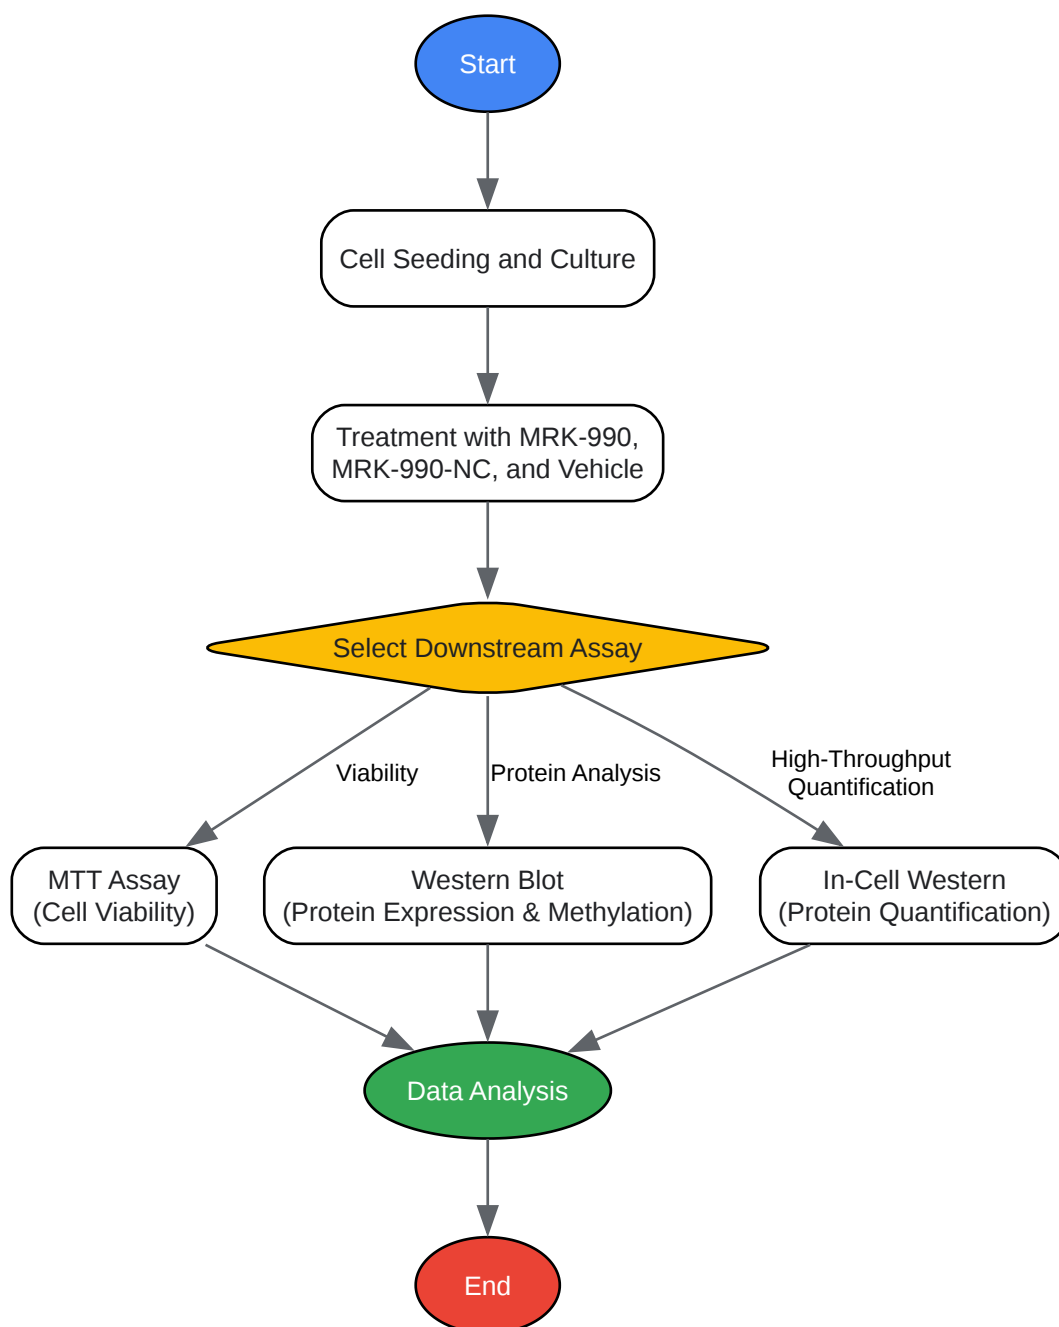 Start
Cell Seeding and Culture
Treatment with MRK-990,
MRK-990-NC, and Vehicle
Select Downstream Assay
Viability
Protein Analysis
High-Throughput
Quantification
MTT Assay
(Cell Viability)
Western Blot
(Protein Expression & Methylation)
In-Cell Western
(Protein Quantification)
Data Analysis
End